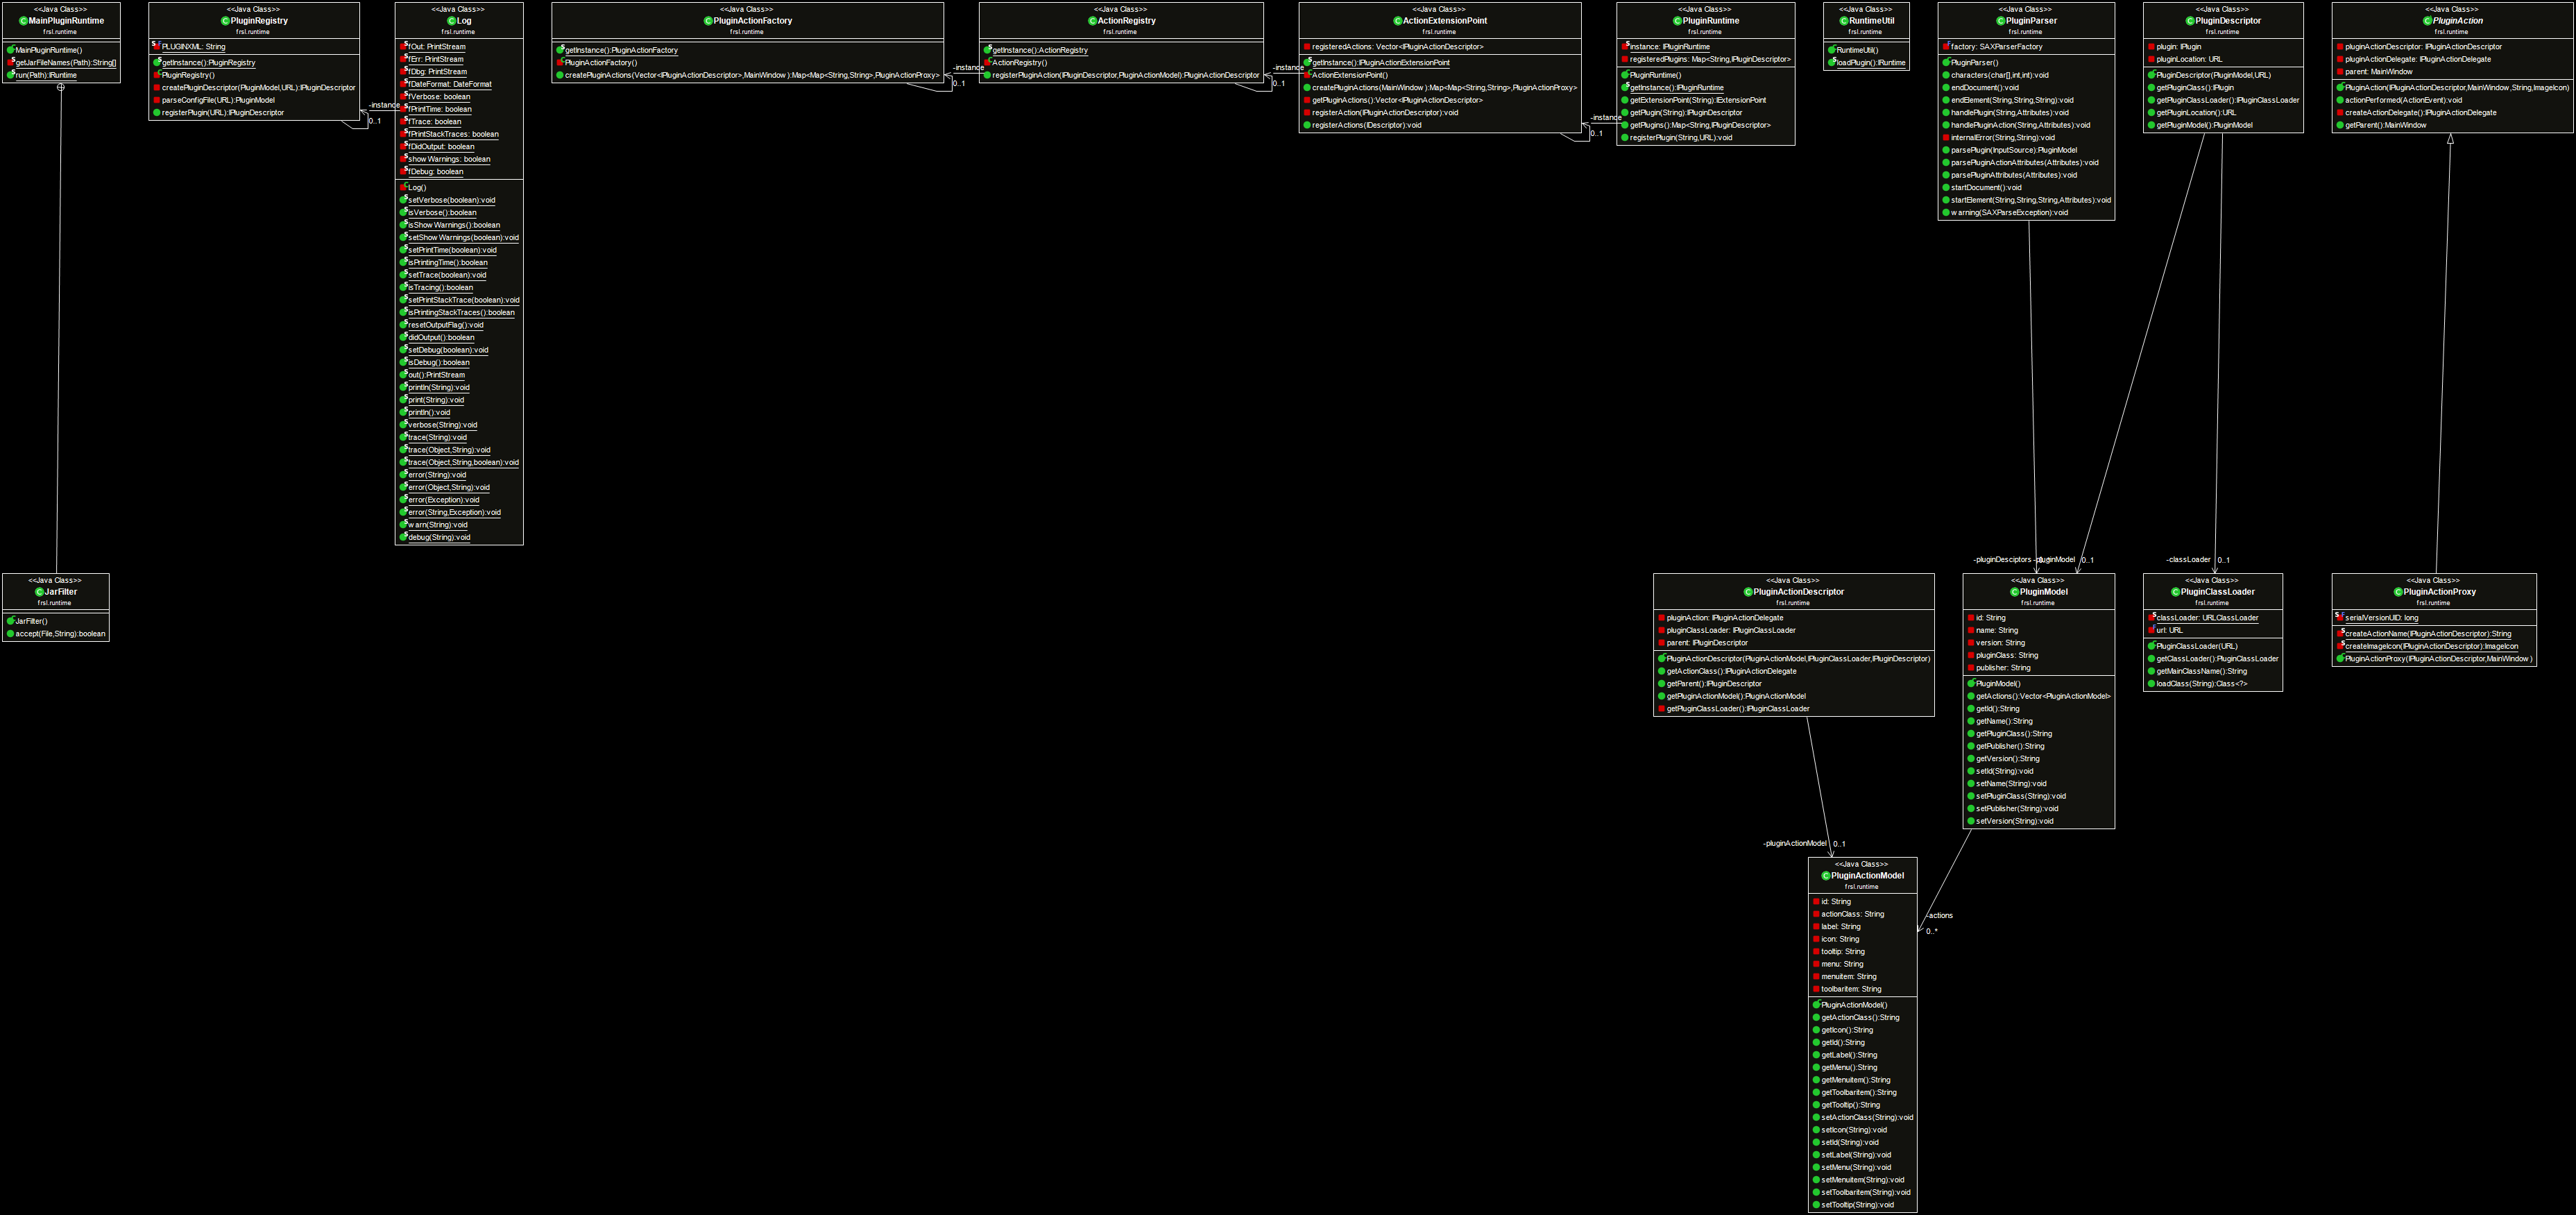 <<Java Class>>
MainPluginRuntime
frsl.runtime
MainPluginRuntime()
getJarFileNames(Path):String[]
run(Path):IRuntime
<<Java Class>>
PluginRegistry
frsl.runtime
PLUGINXML: String
getInstance():PluginRegistry
PluginRegistry()
createPluginDescriptor(PluginModel,URL):IPluginDescriptor
parseConfigFile(URL):PluginModel
registerPlugin(URL):IPluginDescriptor
-instance
0..1
<<Java Class>>
Log
frsl.runtime
fOut: PrintStream
fErr: PrintStream
fDbg: PrintStream
fDateFormat: DateFormat
fVerbose: boolean
fPrintTime: boolean
fTrace: boolean
fPrintStackTraces: boolean
fDidOutput: boolean
showWarnings: boolean
fDebug: boolean
Log()
setVerbose(boolean):void
isVerbose():boolean
isShowWarnings():boolean
setShowWarnings(boolean):void
setPrintTime(boolean):void
isPrintingTime():boolean
setTrace(boolean):void
isTracing():boolean
setPrintStackTrace(boolean):void
isPrintingStackTraces():boolean
resetOutputFlag():void
didOutput():boolean
setDebug(boolean):void
isDebug():boolean
out():PrintStream
println(String):void
print(String):void
println():void
verbose(String):void
trace(String):void
trace(Object,String):void
trace(Object,String,boolean):void
error(String):void
error(Object,String):void
error(Exception):void
error(String,Exception):void
warn(String):void
debug(String):void
<<Java Class>>
PluginActionFactory
frsl.runtime
getInstance():PluginActionFactory
PluginActionFactory()
createPluginActions(Vector<IPluginActionDescriptor>,MainWindow):Map<Map<String,String>,PluginActionProxy>
-instance
0..1
<<Java Class>>
ActionRegistry
frsl.runtime
getInstance():ActionRegistry
ActionRegistry()
registerPluginAction(IPluginDescriptor,PluginActionModel):PluginActionDescriptor
-instance
0..1
<<Java Class>>
ActionExtensionPoint
frsl.runtime
registeredActions: Vector<IPluginActionDescriptor>
getInstance():IPluginActionExtensionPoint
ActionExtensionPoint()
createPluginActions(MainWindow):Map<Map<String,String>,PluginActionProxy>
getPluginActions():Vector<IPluginActionDescriptor>
registerAction(IPluginActionDescriptor):void
registerActions(IDescriptor):void
-instance
0..1
<<Java Class>>
PluginRuntime
frsl.runtime
instance: IPluginRuntime
registeredPlugins: Map<String,IPluginDescriptor>
PluginRuntime()
getInstance():IPluginRuntime
getExtensionPoint(String):IExtensionPoint
getPlugin(String):IPluginDescriptor
getPlugins():Map<String,IPluginDescriptor>
registerPlugin(String,URL):void
<<Java Class>>
RuntimeUtil
frsl.runtime
RuntimeUtil()
loadPlugin():IRuntime
<<Java Class>>
PluginParser
frsl.runtime
factory: SAXParserFactory
PluginParser()
characters(char[],int,int):void
endDocument():void
endElement(String,String,String):void
handlePlugin(String,Attributes):void
handlePluginAction(String,Attributes):void
internalError(String,String):void
parsePlugin(InputSource):PluginModel
parsePluginActionAttributes(Attributes):void
parsePluginAttributes(Attributes):void
startDocument():void
startElement(String,String,String,Attributes):void
warning(SAXParseException):void
<<Java Class>>
PluginDescriptor
frsl.runtime
plugin: IPlugin
pluginLocation: URL
PluginDescriptor(PluginModel,URL)
getPluginClass():IPlugin
getPluginClassLoader():IPluginClassLoader
getPluginLocation():URL
getPluginModel():PluginModel
<<Java Class>>
PluginAction
frsl.runtime
pluginActionDescriptor: IPluginActionDescriptor
pluginActionDelegate: IPluginActionDelegate
parent: MainWindow
PluginAction(IPluginActionDescriptor,MainWindow,String,ImageIcon)
actionPerformed(ActionEvent):void
createActionDelegate():IPluginActionDelegate
getParent():MainWindow
<<Java Class>>
JarFilter
frsl.runtime
JarFilter()
accept(File,String):boolean
<<Java Class>>
PluginActionDescriptor
frsl.runtime
pluginAction: IPluginActionDelegate
pluginClassLoader: IPluginClassLoader
parent: IPluginDescriptor
PluginActionDescriptor(PluginActionModel,IPluginClassLoader,IPluginDescriptor)
getActionClass():IPluginActionDelegate
getParent():IPluginDescriptor
getPluginActionModel():PluginActionModel
getPluginClassLoader():IPluginClassLoader
-pluginDesciptors
-pluginModel
0..1
<<Java Class>>
PluginModel
frsl.runtime
id: String
name: String
version: String
pluginClass: String
publisher: String
PluginModel()
getActions():Vector<PluginActionModel>
getId():String
getName():String
getPluginClass():String
getPublisher():String
getVersion():String
setId(String):void
setName(String):void
setPluginClass(String):void
setPublisher(String):void
setVersion(String):void
-classLoader
0..1
<<Java Class>>
PluginClassLoader
frsl.runtime
classLoader: URLClassLoader
url: URL
PluginClassLoader(URL)
getClassLoader():PluginClassLoader
getMainClassName():String
loadClass(String):Class<?>
<<Java Class>>
PluginActionProxy
frsl.runtime
serialVersionUID: long
createActionName(IPluginActionDescriptor):String
createImageIcon(IPluginActionDescriptor):ImageIcon
PluginActionProxy(IPluginActionDescriptor,MainWindow)
-pluginActionModel
0..1
-actions
0..*
<<Java Class>>
PluginActionModel
frsl.runtime
id: String
actionClass: String
label: String
icon: String
tooltip: String
menu: String
menuitem: String
toolbaritem: String
PluginActionModel()
getActionClass():String
getIcon():String
getId():String
getLabel():String
getMenu():String
getMenuitem():String
getToolbaritem():String
getTooltip():String
setActionClass(String):void
setIcon(String):void
setId(String):void
setLabel(String):void
setMenu(String):void
setMenuitem(String):void
setToolbaritem(String):void
setTooltip(String):void